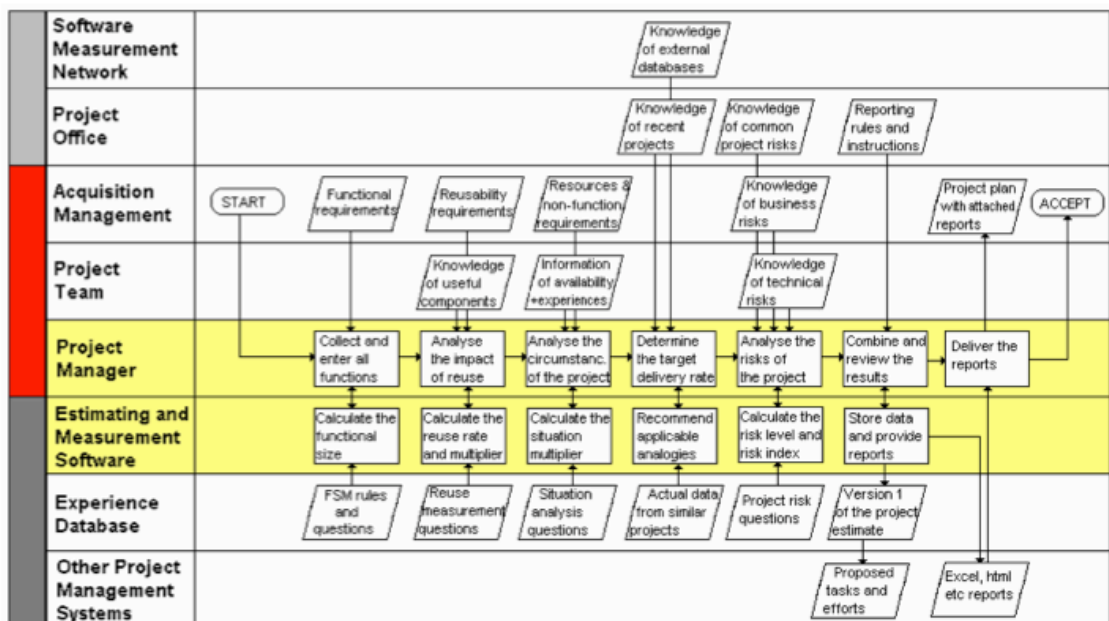 Software
Measurement
Network
Knowledge
of external
databases
Project
Office
Knowledge
of recent
projects
Knowledge
of common
project risks
Reporting
rules and
instructions
Acquisition
Management
START
Functional
requirements
Reusability
requirements
Resources &
non-function.
requirements
Knowledge
of business
risks
Project plan
with attached
reports
ACCEPT
Project
Team
Knowledge
of useful
components
Information
of availability
+experiences
Knowledge
of technical
risks
Project
Manager
Collect and
enter all
functions
Analyse
the impact
of reuse
Analyse the
circumstanc.
of the project
Determine
the target
delivery rate
Analyse the
risks of
the project
Combine and
review the
results
Deliver the
reports
Estimating and
Measurement
Software
Calculate the
functional
size
Calculate the
reuse rate
and multiplier
Calculate the
situation
multiplier
Recommend
applicable
analogies
Calculate the
risk level and
risk index
Store data
and provide
reports
Experience
Database
FSM rules
and
questions
Reuse
measurement
questions
Situation
analysis
questions
Actual data
from similar
projects
Project risk
questions
Version 1
of the project
estimate
Other Project
Management
Systems
Proposed
tasks and
efforts
Excel, html
etc reports